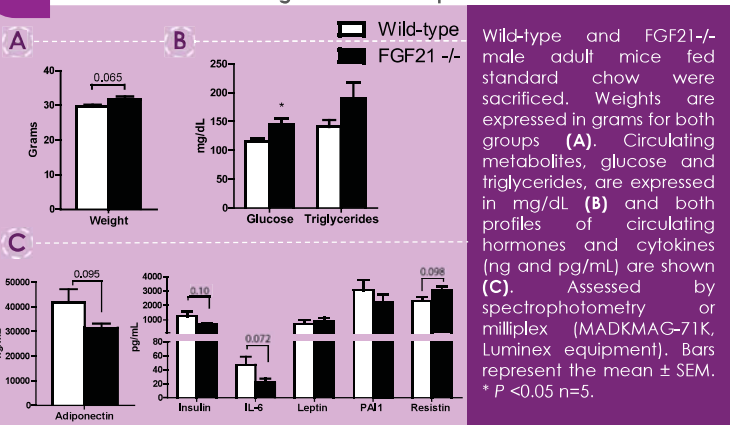 Wild-type
FGF21 -/-
A
0.065
40
30
20
10
0
Grams
Weight
B
250
200
150
100
50
0
mg/dL
*
Glucose Triglycerides
C
50000
40000
30000
20000
10000
0
0.095
Adiponectin
4000
3000
2000
1000
80
60
40
20
0
pg/mL
0.10
0.072
0.098
Insulin IL-6 Leptin PAI1 Resistin
Wild-type and FGF21-/-
male adult mice fed
standard chow were
sacrificed. Weights are
expressed in grams for both
groups (A). Circulating
metabolites, glucose and
triglycerides, are expressed
in mg/dL (B) and both
profiles of circulating
hormones and cytokines
(ng and pg/mL) are shown
(C). Assessed by
spectrophotometry or
milliplex (MADKMAG-71K,
Luminex equipment). Bars
represent the mean ± SEM.
* P <0.05 n=5.